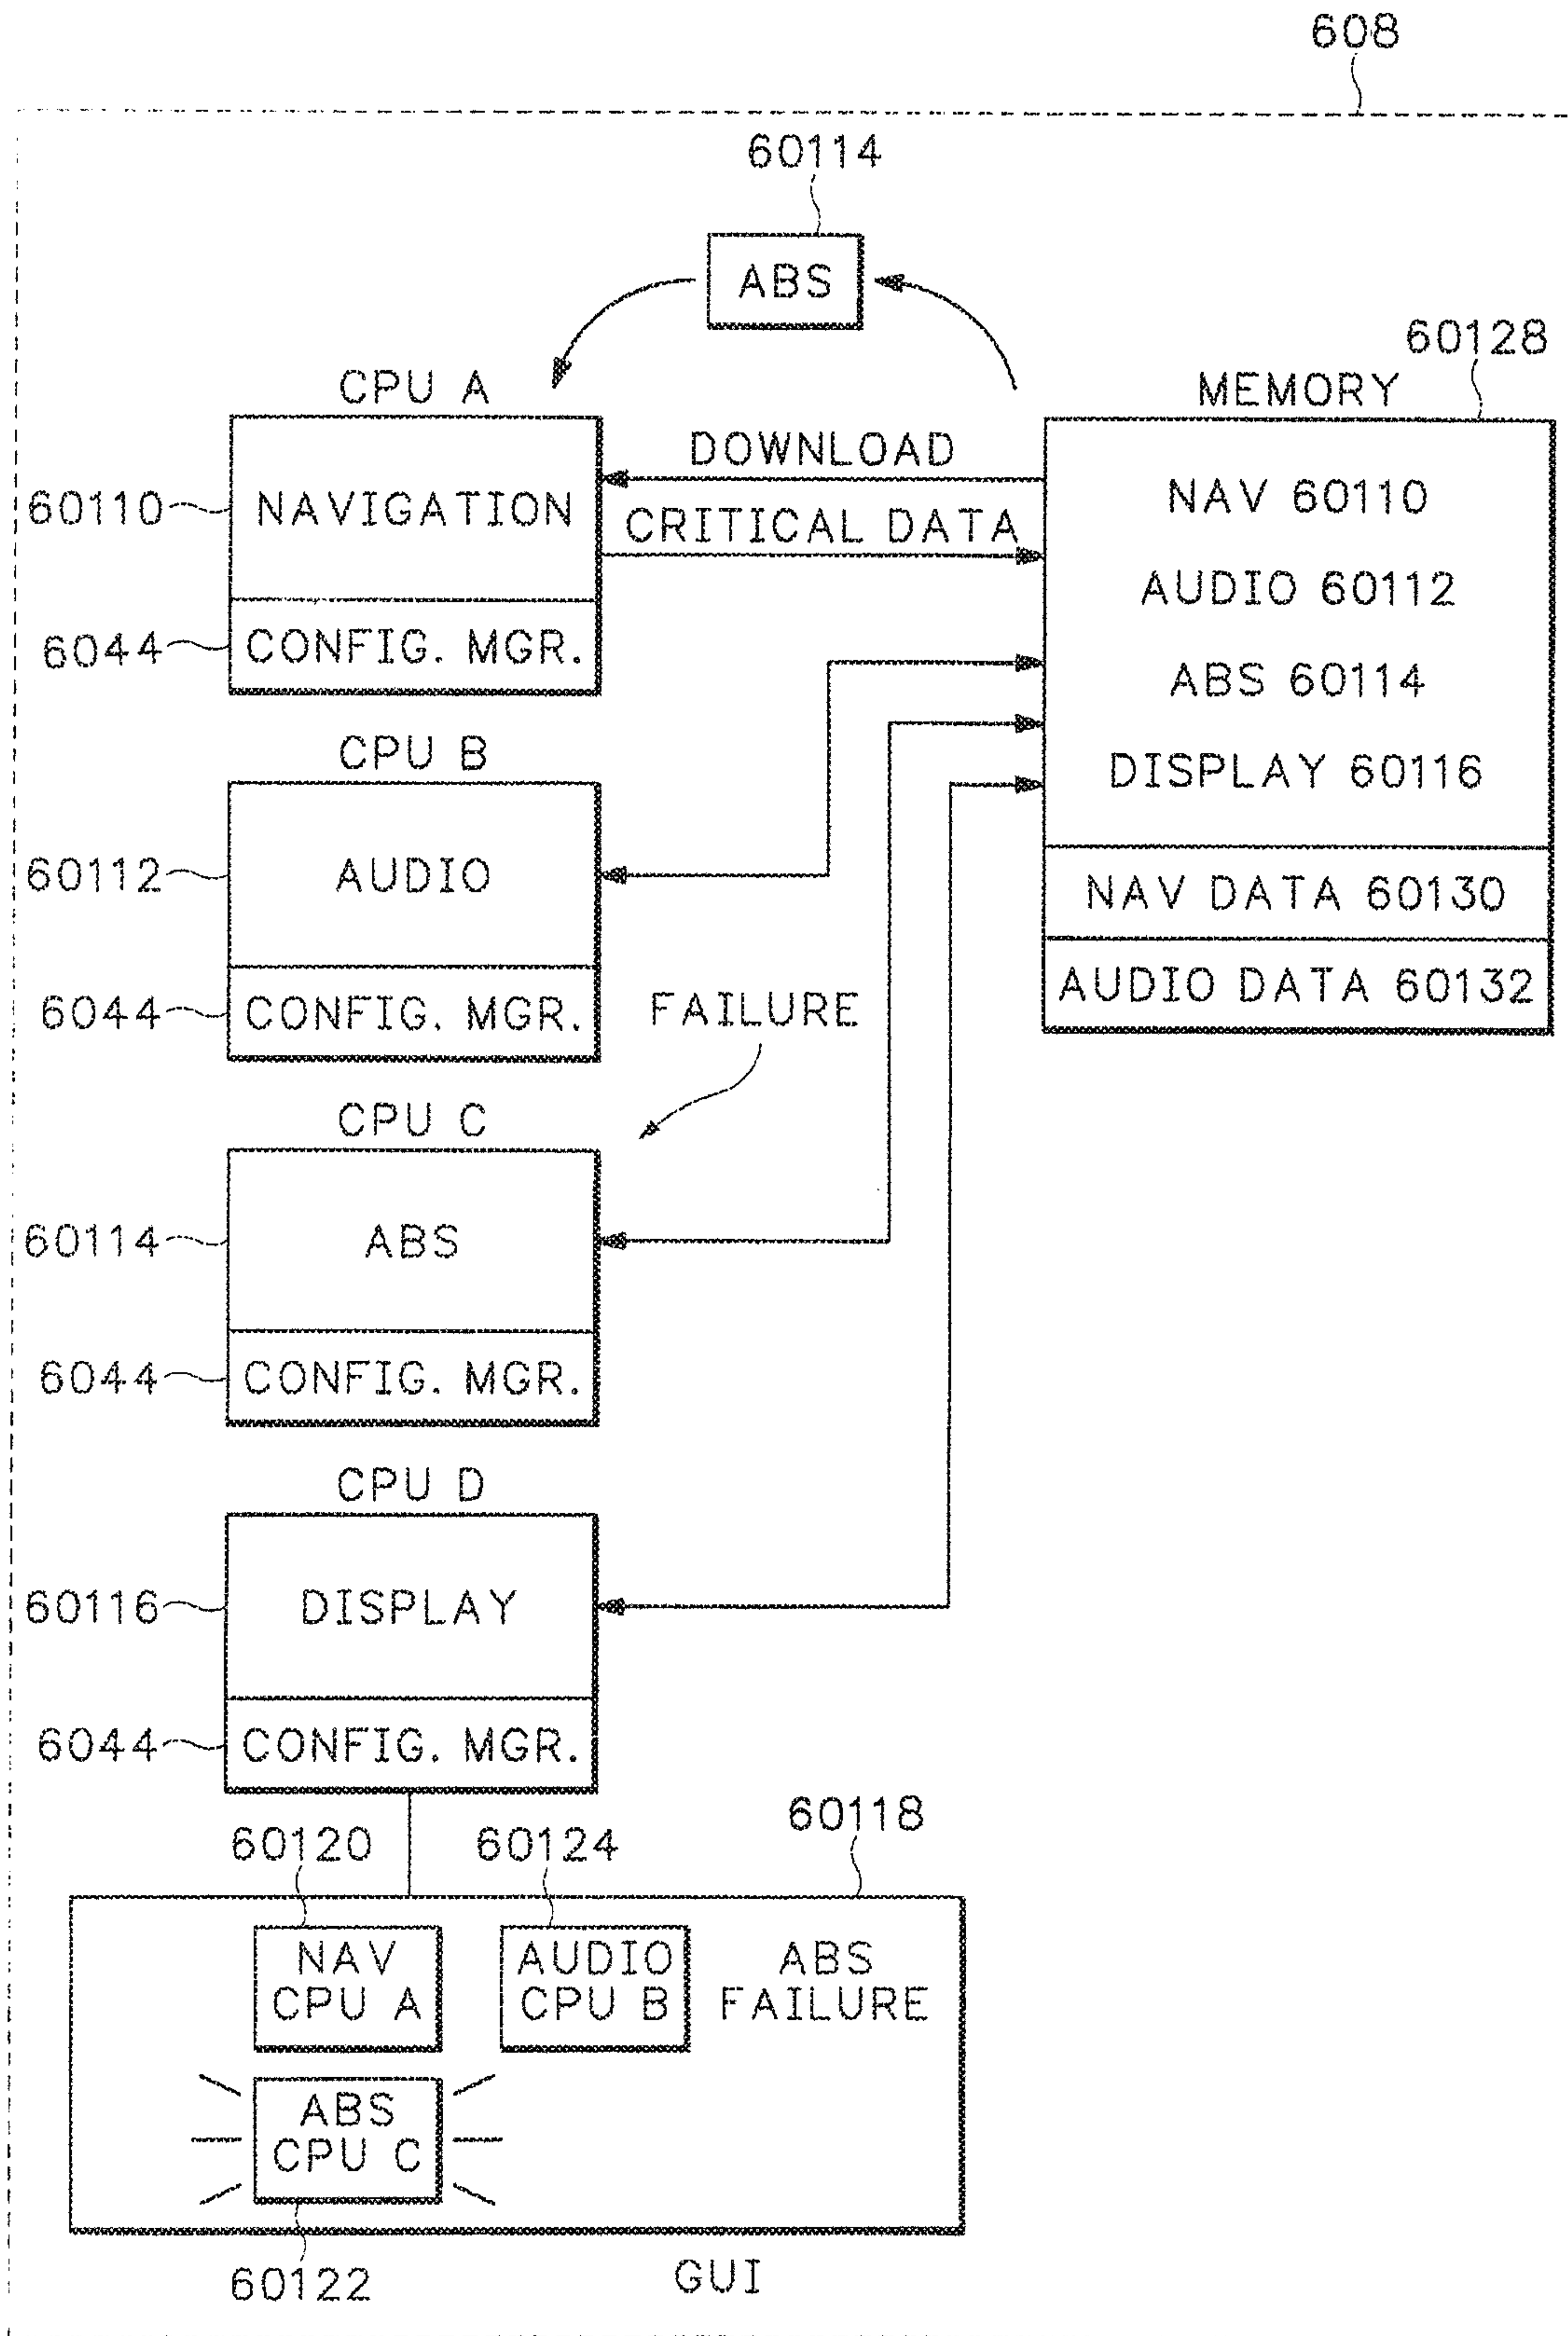 608
60114
ABS
60128
CPU A
MEMORY
DOWNLOAD
60110
NAVIGATION
CRITICAL DATA
NAV 60110
AUDIO 60112
6044
CONFIG. MGR.
ABS 60114
CPU B
DISPLAY 60116
60112
AUDIO
NAV DATA 60130
6044
CONFIG. MGR.
FAILURE
AUDIO DATA 60132
CPU C
60114
ABS
6044
CONFIG. MGR.
CPU D
60116
DISPLAY
6044
CONFIG. MGR.
60118
60120
60124
NAV
CPU A
AUDIO
CPU B
ABS
FAILURE
ABS
CPU C
60122
GUI